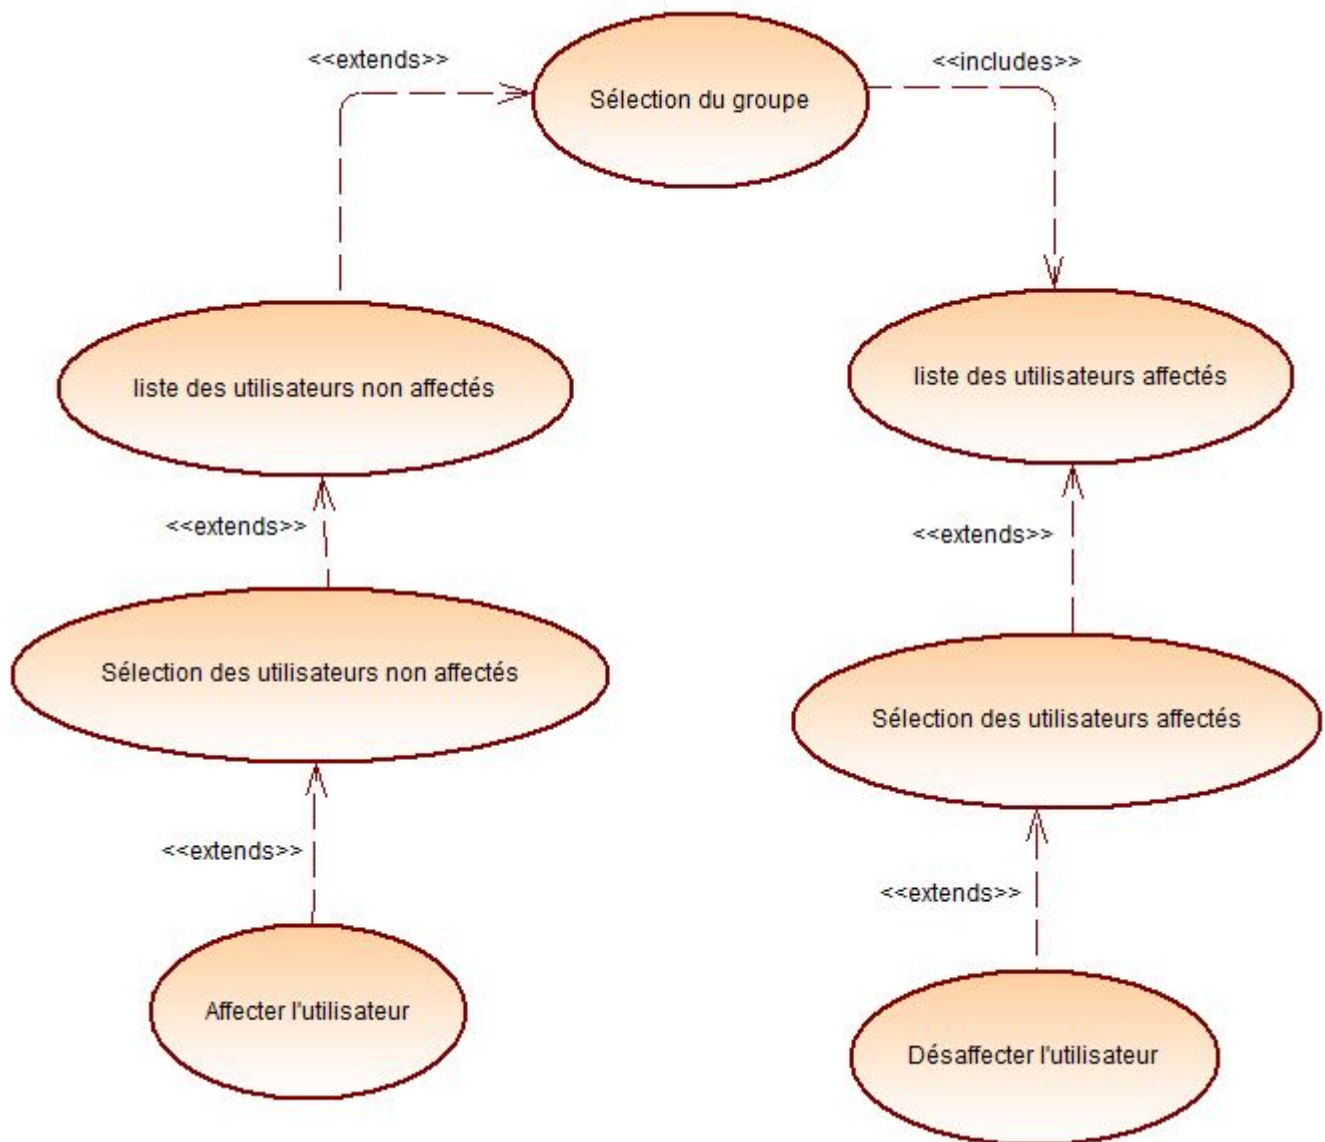 <<extends>>
<<includes>>
Sélection du groupe
liste des utilisateurs non affectés
liste des utilisateurs affectés
<<extends>>
<<extends>>
Sélection des utilisateurs non affectés
Sélection des utilisateurs affectés
<<extends>>
<<extends>>
Affecter l'utilisateur
Désaffecter l'utilisateur